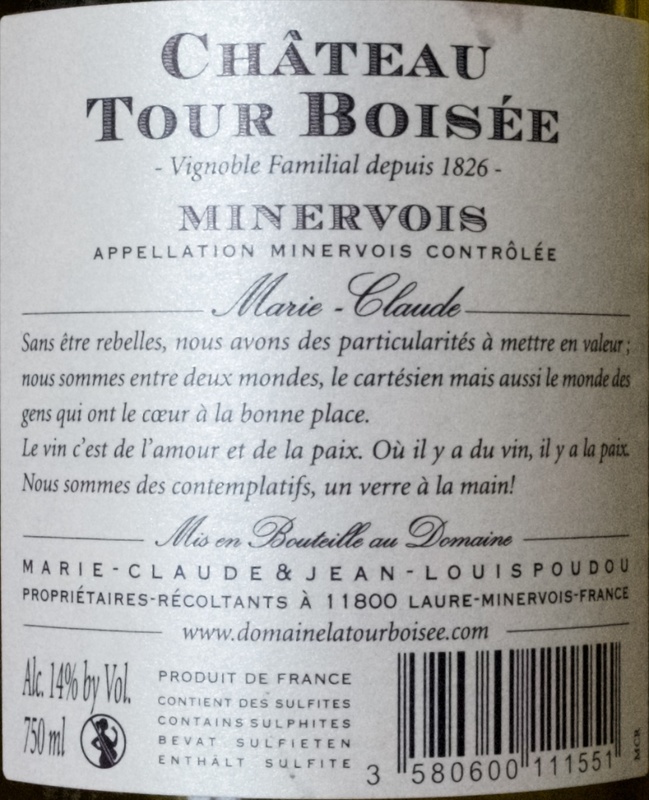 CHÂTEAU
TOUR BOISÉE
- Vignoble Familial depuis 1826 -
MINERVOIS
APPELLATION MINERVOIS CONTRÔLÉE
Marie - Claude
Sans être rebelles, nous avons des particularités à mettre en valeur ;
nous sommes entre deux mondes, le cartésien mais aussi le monde des
gens qui ont le cœur à la bonne place.
Le vin c'est de l'amour et de la paix. Où il y a du vin, il y a la paix.
Nous sommes des contemplatifs, un verre à la main!
Mis en Bouteille au Domaine
MARIE-CLAUDE & JEAN-LOUIS POUDOU
PROPRIÉTAIRES-RÉCOLTANTS À 11800 LAURE-MINERVOIS-FRANCE
www.domainelatourboisee.com
Alc. 14% by Vol.
750 ml
PRODUIT DE FRANCE
CONTIENT DES SULFITES
CONTAINS SULPHITES
BEVAT SULFIETEN
ENTHÄLT SULFITE
3 580600 111551
MCR